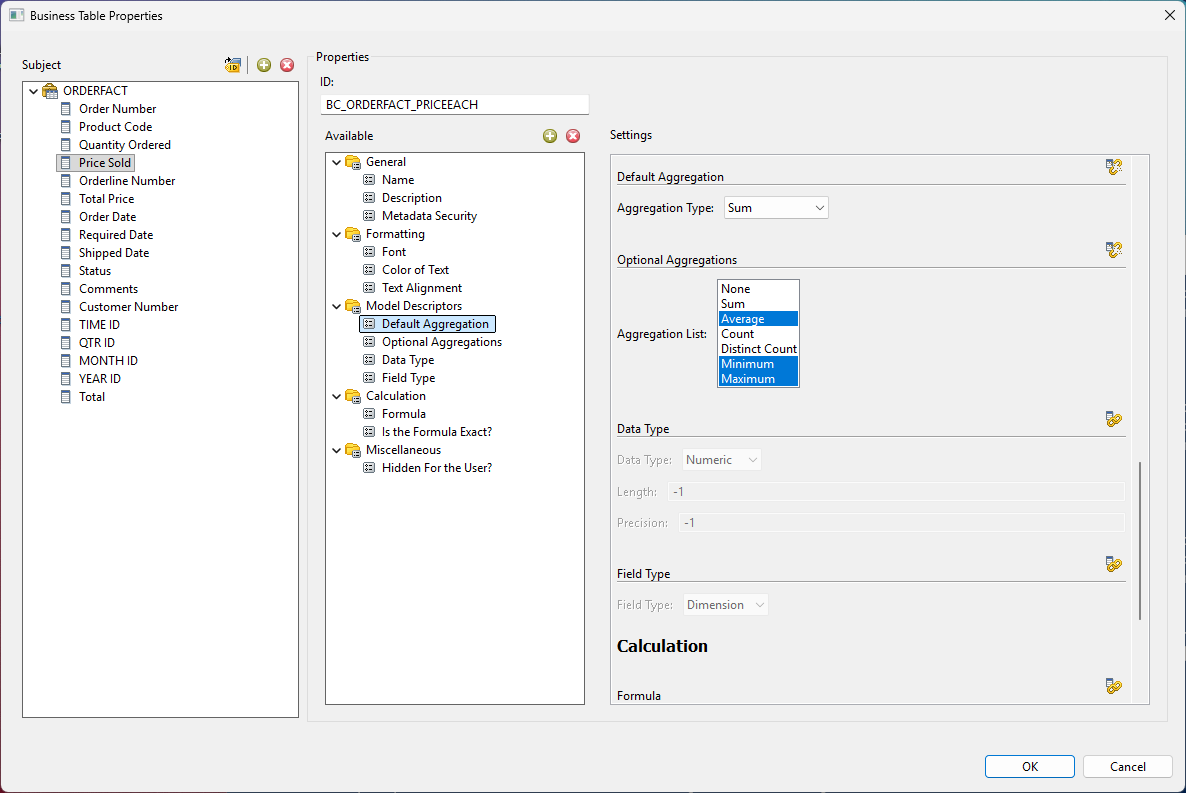 Business Table Properties
Subject
ORDERFACT
Order Number
Product Code
Quantity Ordered
Price Sold
Orderline Number
Total Price
Order Date
Required Date
Shipped Date
Status
Comments
Customer Number
TIME ID
QTR ID
MONTH ID
YEAR ID
Total
Properties
ID:
BC_ORDERFACT_PRICEEACH
Available
General
Name
Description
Metadata Security
Formatting
Font
Color of Text
Text Alignment
Model Descriptors
Default Aggregation
Optional Aggregations
Data Type
Field Type
Calculation
Formula
Is the Formula Exact?
Miscellaneous
Hidden For the User?
Settings
Default Aggregation
Aggregation Type: Sum
Optional Aggregations
Aggregation List:
None
Sum
Average
Count
Distinct Count
Minimum
Maximum
Data Type
Data Type: Numeric
Length: -1
Precision: -1
Field Type
Field Type: Dimension
Calculation
Formula
OK Cancel